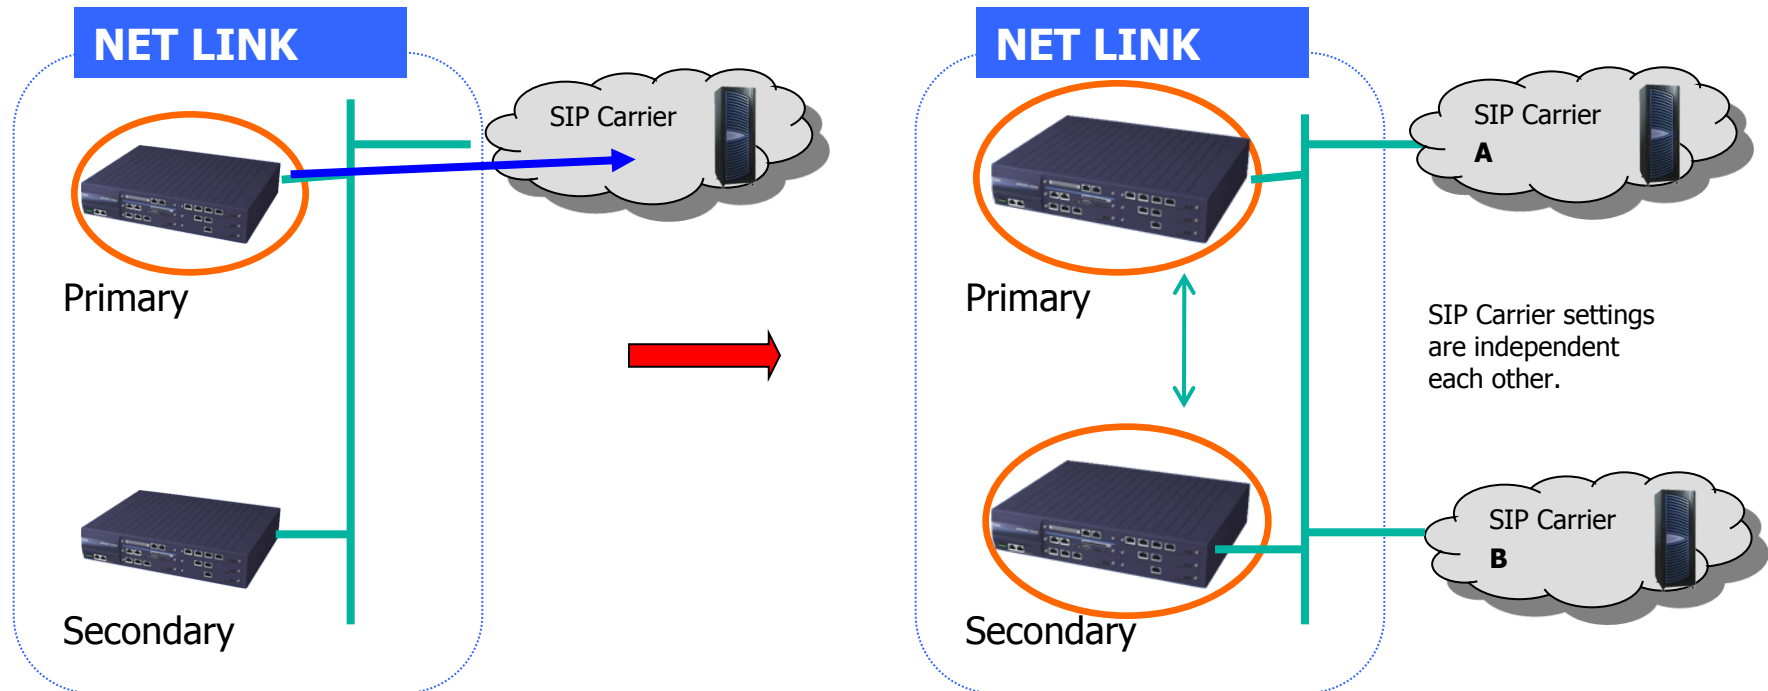 NET LINK
SIP Carrier
Primary
Secondary
NET LINK
SIP Carrier
A
Primary
SIP Carrier settings
are independent
each other.
SIP Carrier
B
Secondary